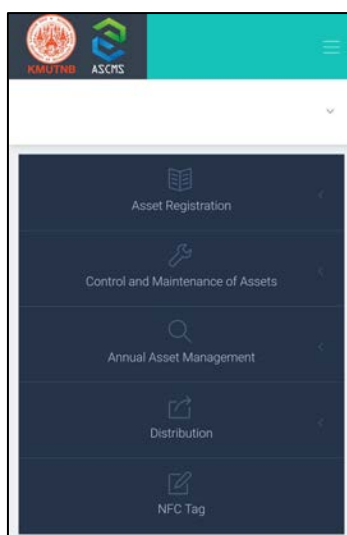 KMUTNB ASCMS
Asset Registration
Control and Maintenance of Assets
Annual Asset Management
Distribution
NFC Tag